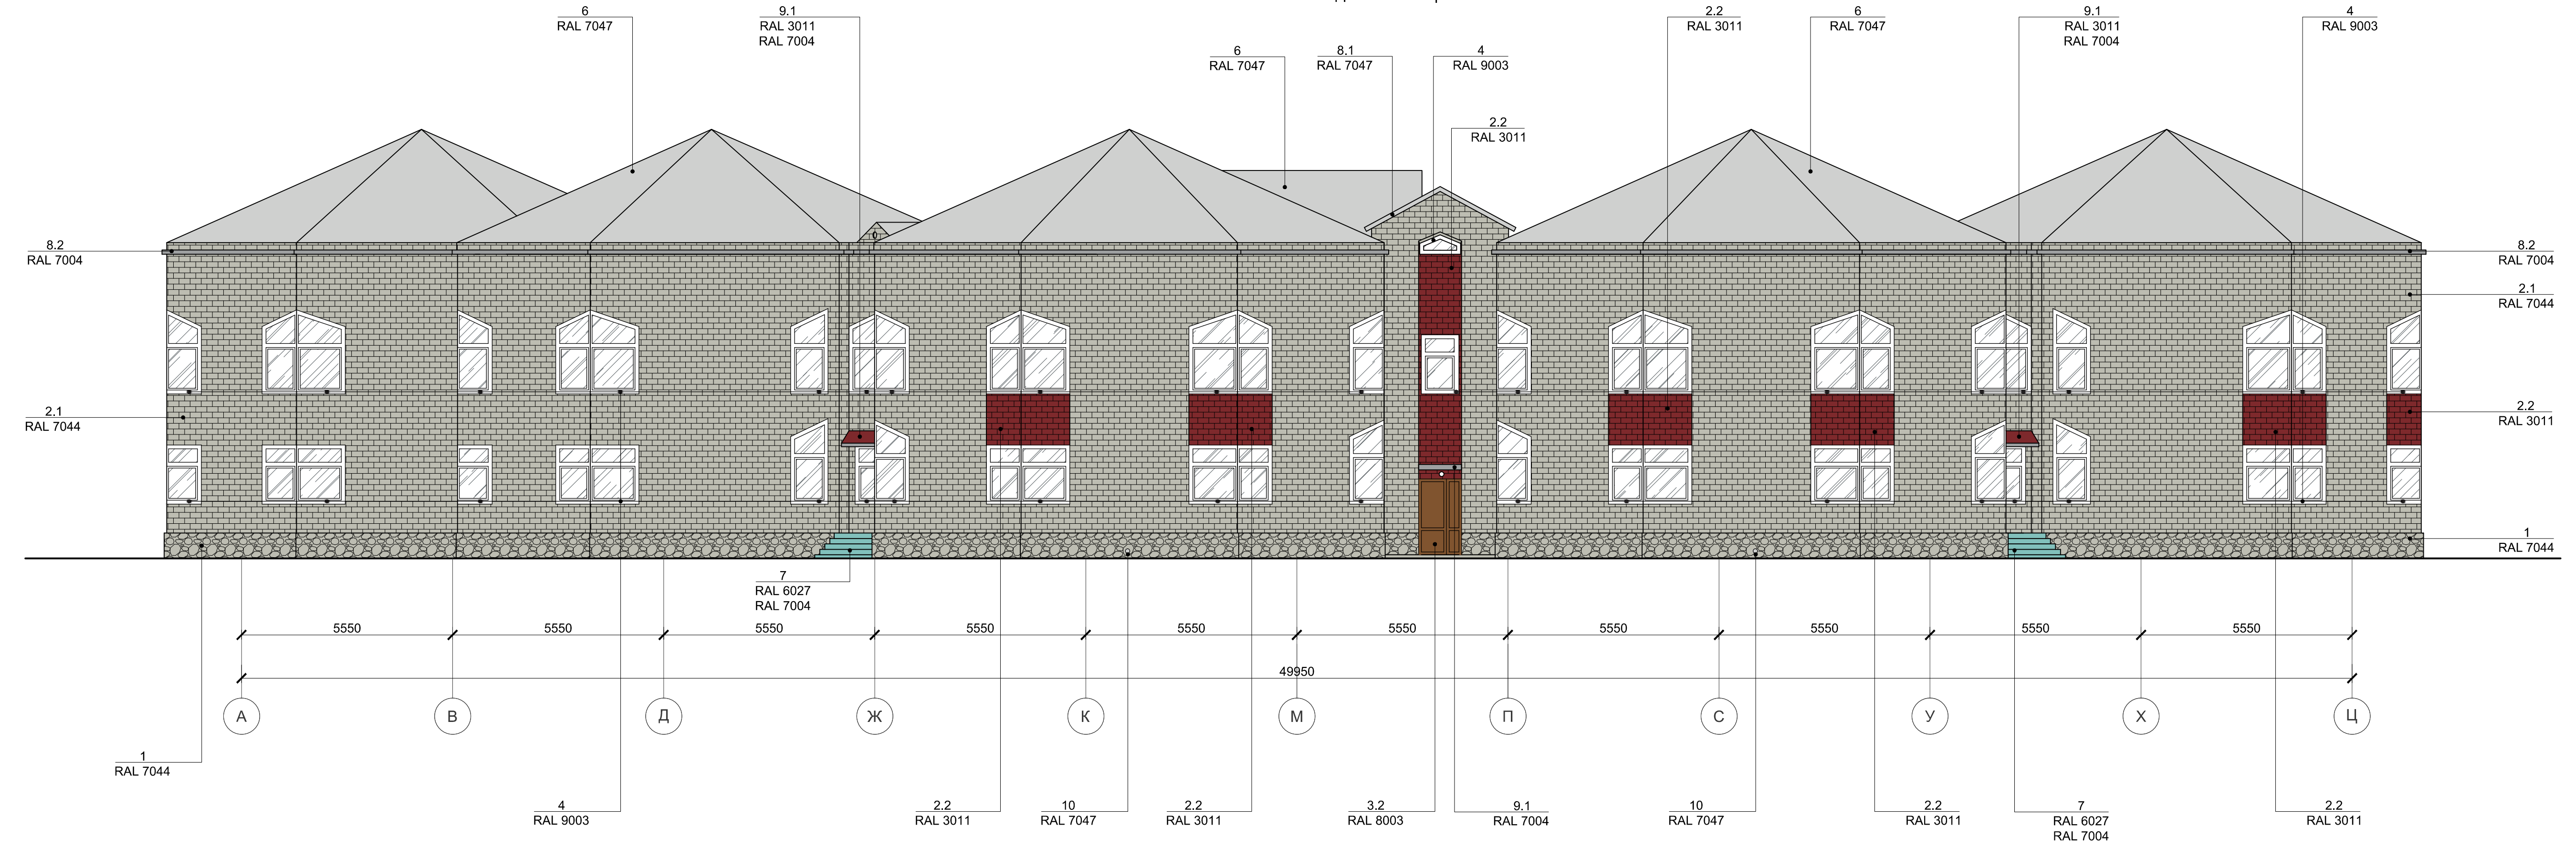 6
RAL 7047
9.1
RAL 3011
RAL 7004
6
RAL 7047
8.1
RAL 7047
4
RAL 9003
2.2
RAL 3011
2.2
RAL 3011
6
RAL 7047
9.1
RAL 3011
RAL 7004
4
RAL 9003
8.2
RAL 7004
2.1
RAL 7044
8.2
RAL 7004
2.1
RAL 7044
2.2
RAL 3011
1
RAL 7044
7
RAL 6027
RAL 7004
5550 5550 5550 5550 5550 5550 5550 5550 5550 5550
49950
А В Д Ж К М П С У Х Ц
1
RAL 7044
4
RAL 9003
2.2
RAL 3011
10
RAL 7047
2.2
RAL 3011
3.2
RAL 8003
9.1
RAL 7004
10
RAL 7047
2.2
RAL 3011
7
RAL 6027
RAL 7004
2.2
RAL 3011